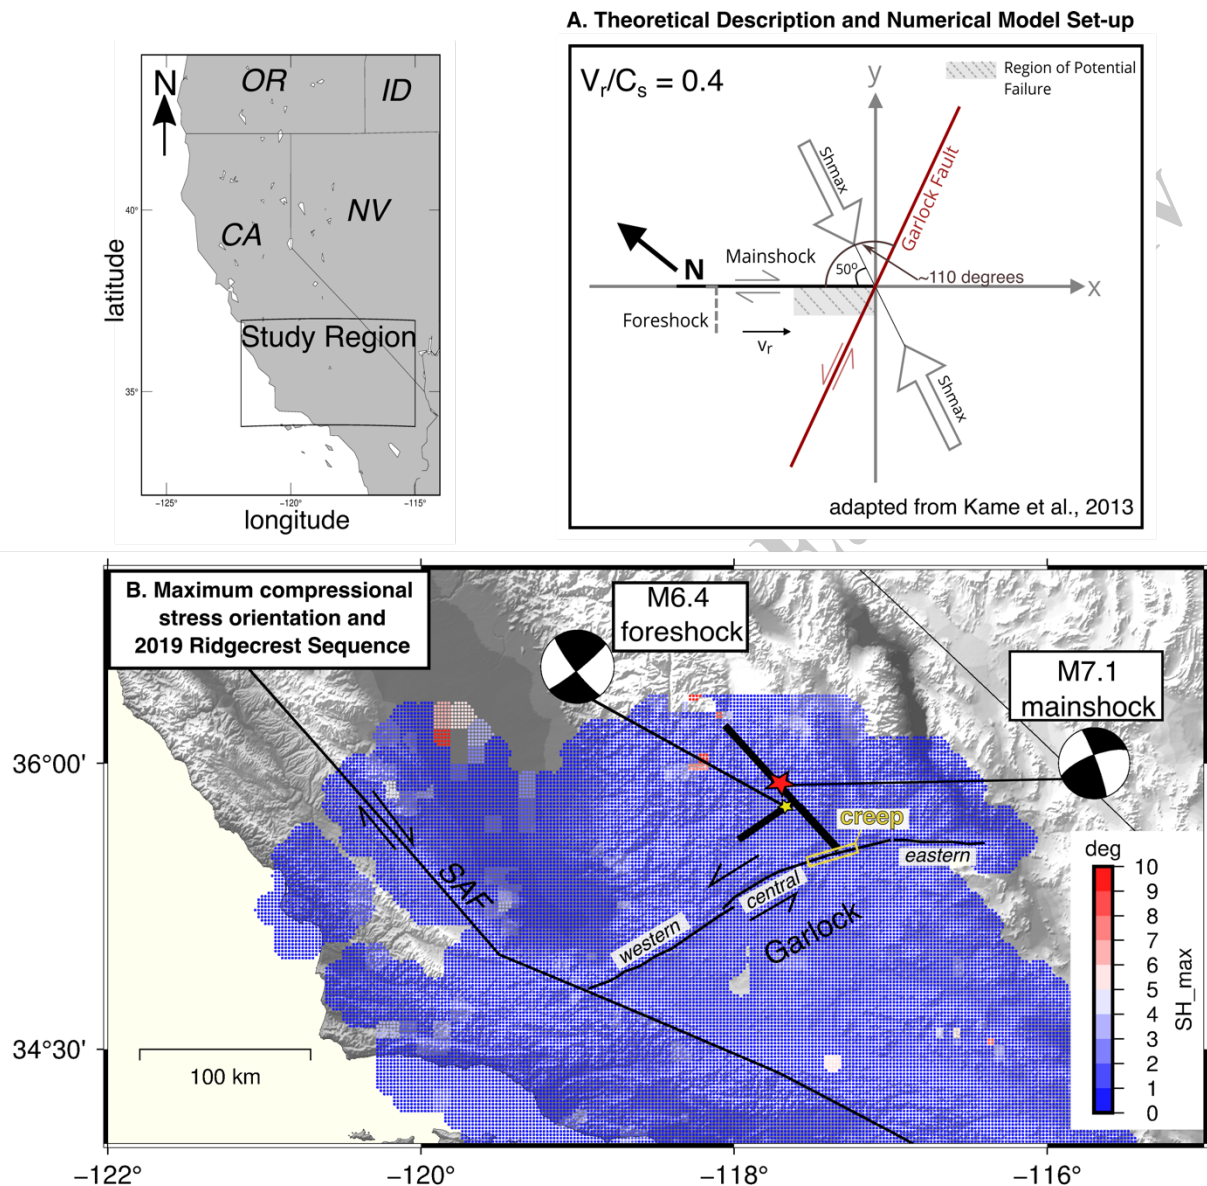 A. Theoretical Description and Numerical Model Set-up
N
OR
ID
NV
CA
40°
35°
Study Region
latitude
-125°
-120°
-115°
longitude
Vr/Cs = 0.4
y
Region of Potential
Failure
Shmax
Garlock Fault
Mainshock
N
50°
~110 degrees
x
Foreshock
vr
Shmax
adapted from Kame et al., 2013
B. Maximum compressional
stress orientation and
2019 Ridgecrest Sequence
M6.4
foreshock
M7.1
mainshock
36°00'
creep
eastern
central
SAF
western
Garlock
34°30'
100 km
deg
10
9
8
7
6
5
4
3
2
1
0
SH_max
-122°
-120°
-118°
-116°